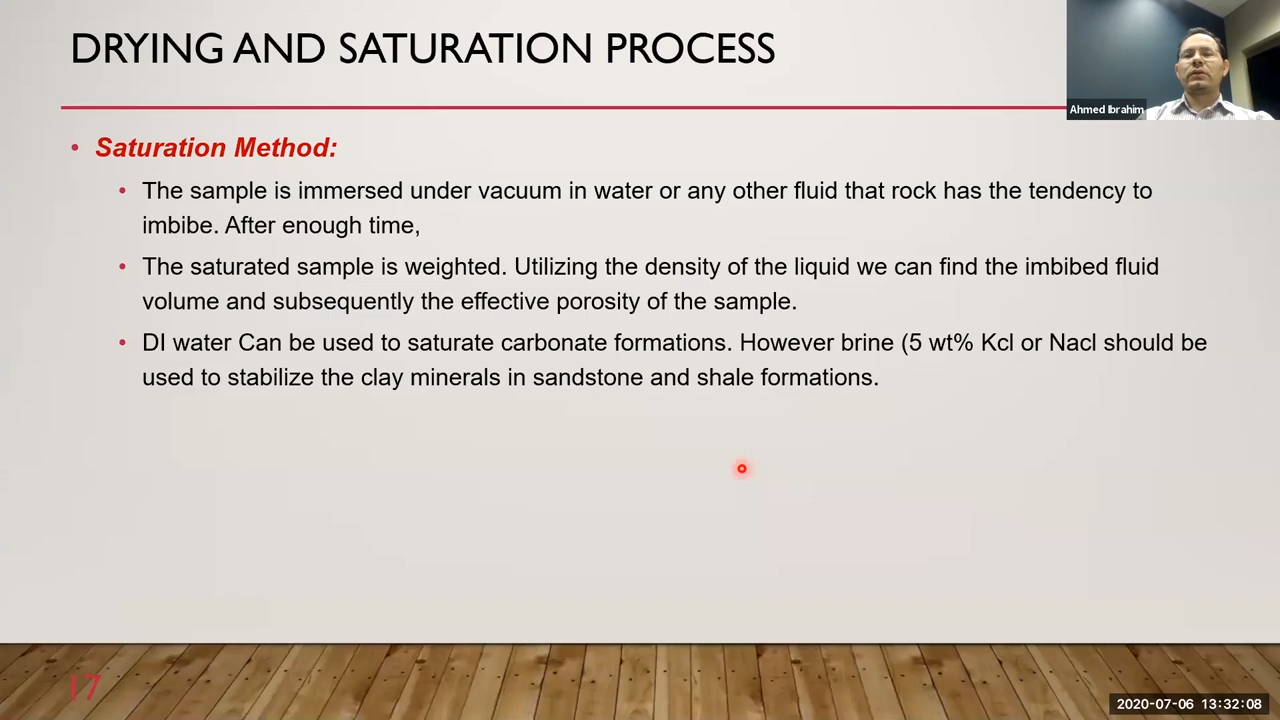 DRYING AND SATURATION PROCESS
Ahmed Ibrahim
• Saturation Method:
• The sample is immersed under vacuum in water or any other fluid that rock has the tendency to
imbibe. After enough time,
• The saturated sample is weighted. Utilizing the density of the liquid we can find the imbibed fluid
volume and subsequently the effective porosity of the sample.
• DI water Can be used to saturate carbonate formations. However brine (5 wt% Kcl or Nacl should be
used to stabilize the clay minerals in sandstone and shale formations.
17
2020-07-06 13:32:08